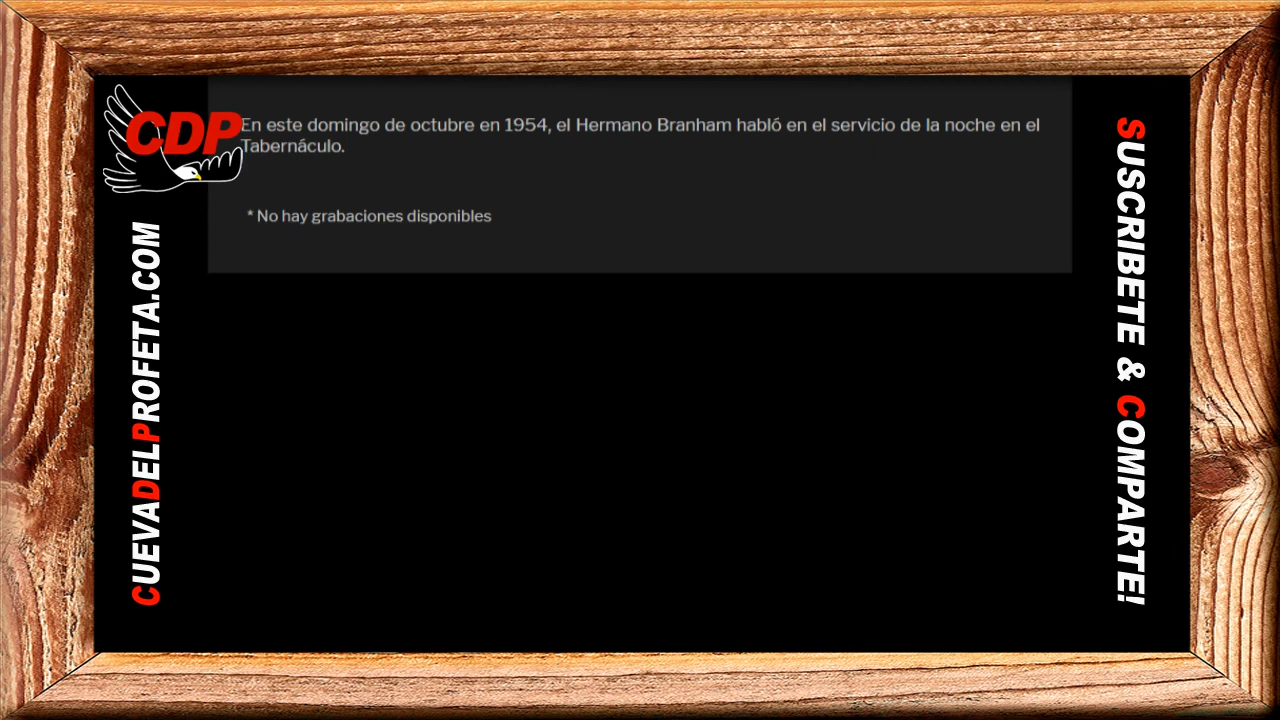 CDP
En este domingo de octubre en 1954, el Hermano Branham habló en el servicio de la noche en el
Tabernáculo.
* No hay grabaciones disponibles
CUEVADELPROFETA.COM
SUSCRIBETE & COMPARTE!